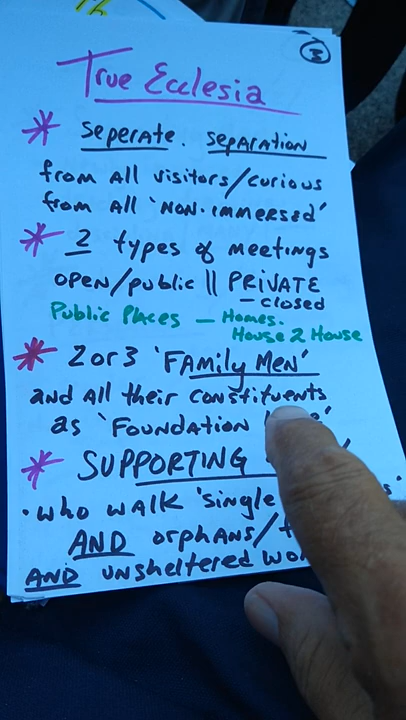 3
True Ecclesia
* Seperate. Separation
from All visitors/curious
from All 'NON-IMMERSED'
* 2 types of meetings
OPEN/Public || PRIVATE
– closed
Public Places – Homes.
House 2 House
* 2 or 3 'FAmily MeN'
and All their constituents
as 'FOUNDATION
* SUPPORTING
• WHO WALK 'single
AND ORPHANS/
AND UNSHELTERED